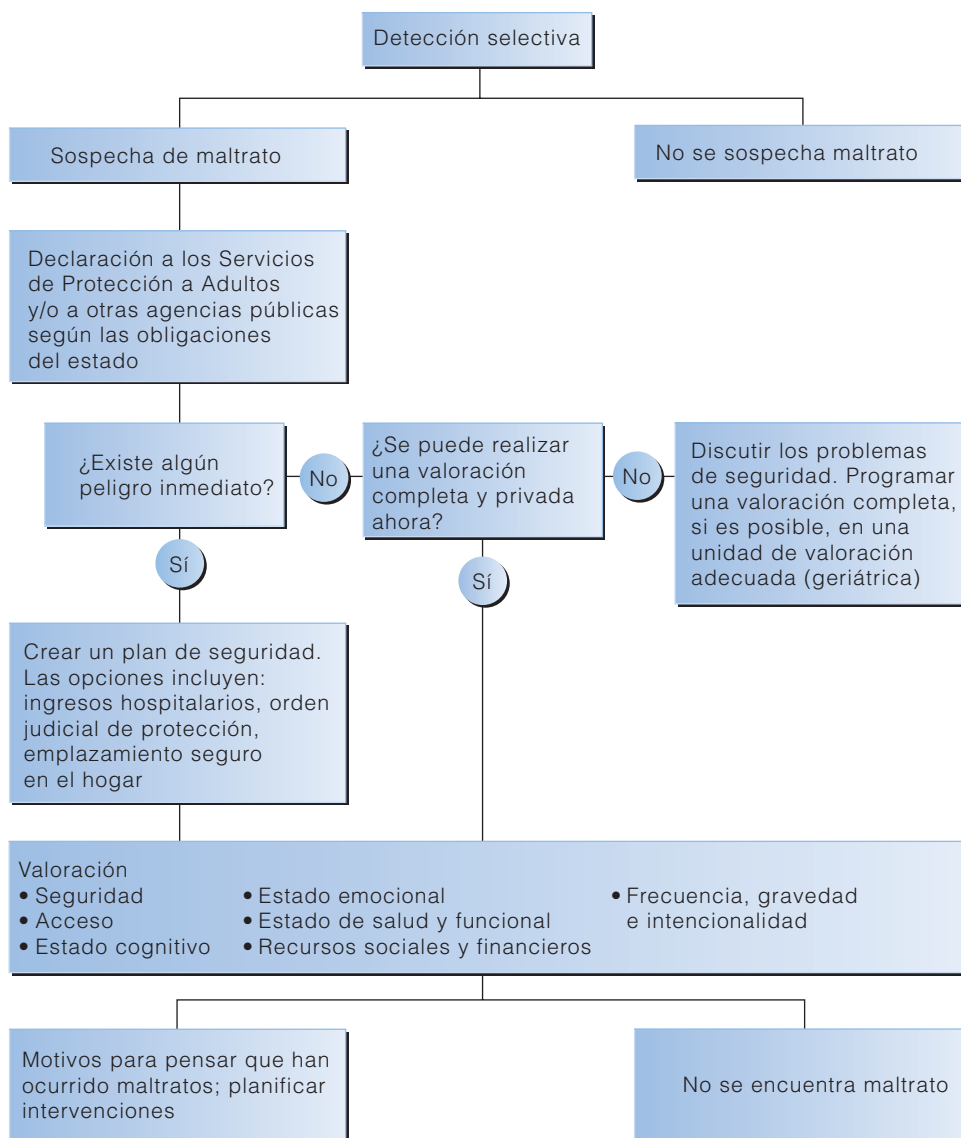 Detección selectiva
Sospecha de maltrato
No se sospecha maltrato
Declaración a los Servicios
de Protección a Adultos
y/o a otras agencias públicas
según las obligaciones
del estado
¿Existe algún
peligro inmediato?
No
¿Se puede realizar
una valoración
completa y privada
ahora?
No
Discutir los problemas
de seguridad. Programar
una valoración completa,
si es posible, en una
unidad de valoración
adecuada (geriátrica)
Sí
Sí
Crear un plan de seguridad.
Las opciones incluyen:
ingresos hospitalarios, orden
judicial de protección,
emplazamiento seguro
en el hogar
Valoración
• Seguridad
• Acceso
• Estado cognitivo
• Estado emocional
• Estado de salud y funcional
• Recursos sociales y financieros
• Frecuencia, gravedad
e intencionalidad
Motivos para pensar que han
ocurrido maltratos; planificar
intervenciones
No se encuentra maltrato